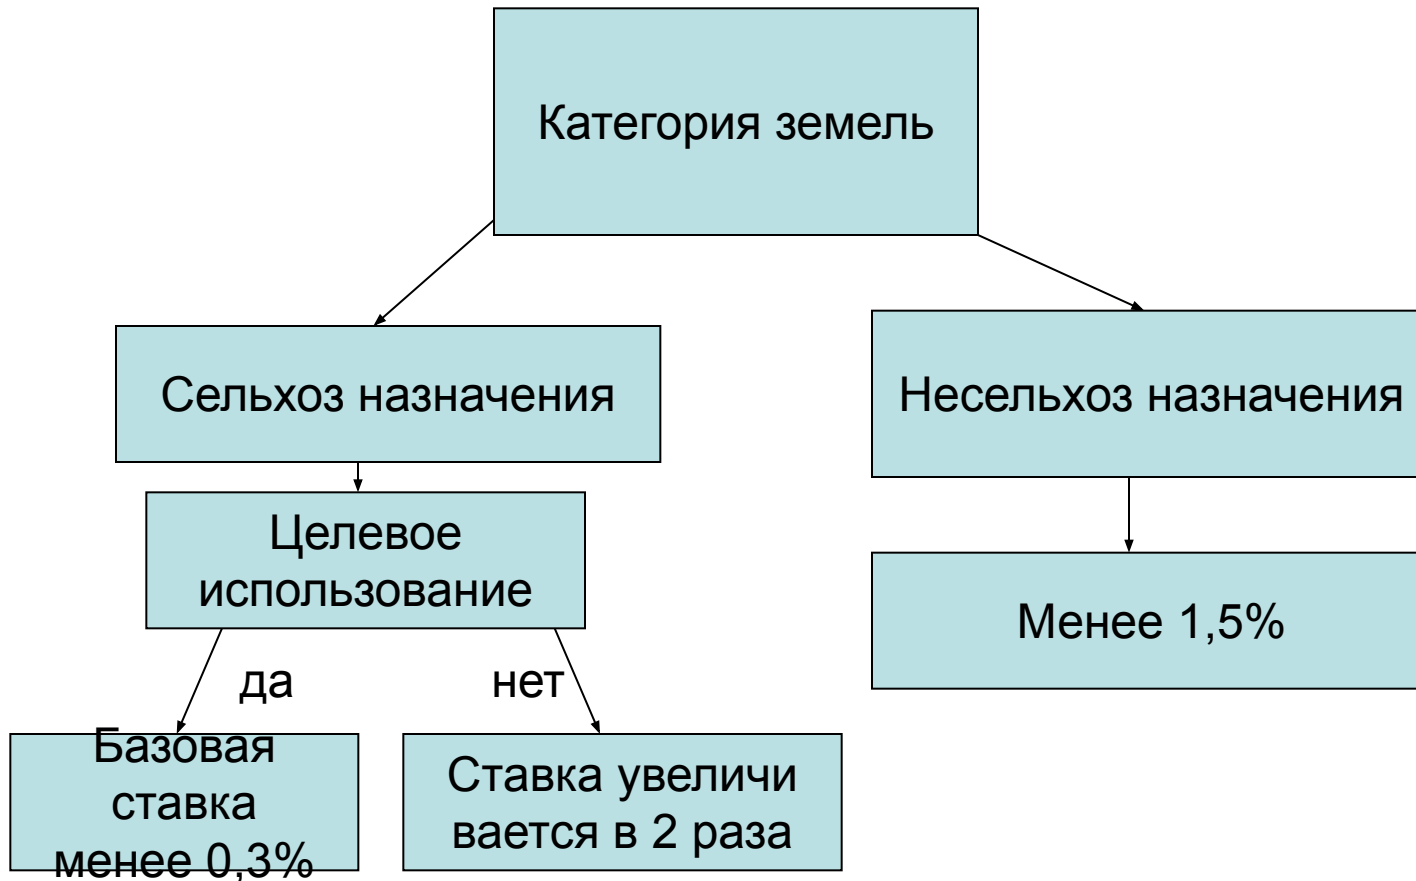 Категория земель
Сельхоз назначения
Несельхоз назначения
Целевое
использование
Менее 1,5%
да
нет
Базовая
ставка
менее 0,3%
Ставка увеличи
вается в 2 раза